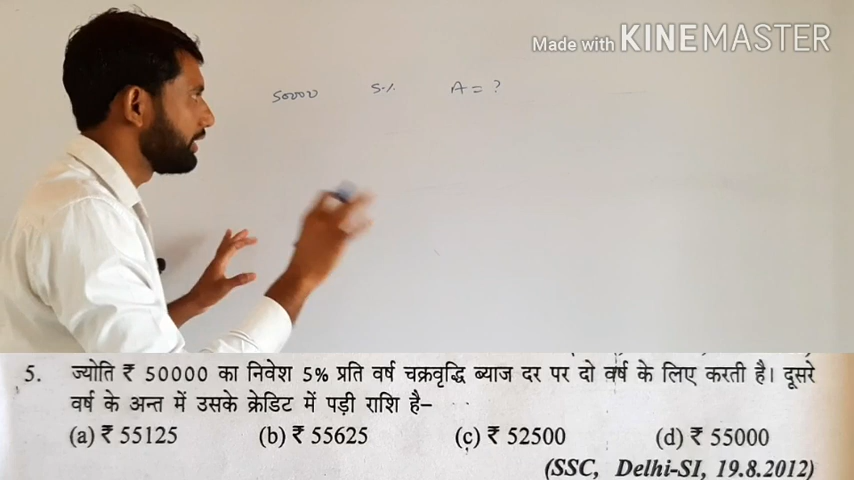 Made with KINEMASTER
50000 5% A = ?
5. ज्योति ₹ 50000 का निवेश 5% प्रति वर्ष चक्रवृद्धि ब्याज दर पर दो वर्ष के लिए करती है। दूसरे
वर्ष के अन्त में उसके क्रेडिट में पड़ी राशि है–
(a) ₹ 55125 (b) ₹ 55625 (c) ₹ 52500 (d) ₹ 55000
(SSC, Delhi-SI, 19.8.2012)